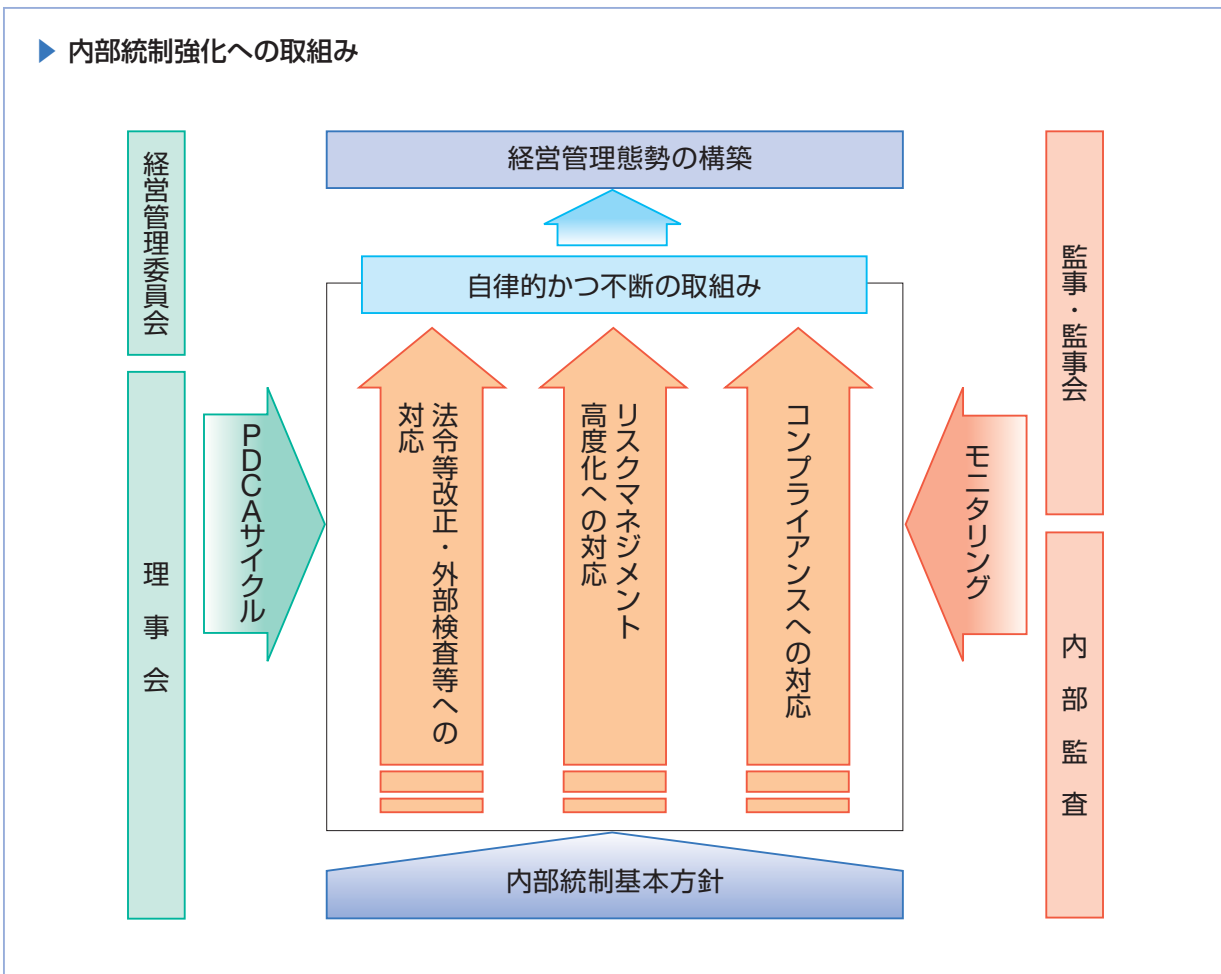 内部統制強化への取組み
経営管理委員会
理事会
PDCAサイクル
経営管理態勢の構築
自律的かつ不断の取組み
法令等改正・外部検査等への
対応
リスクマネジメント
高度化への対応
コンプライアンスへの対応
内部統制基本方針
モニタリング
監事・監事会
内部監査